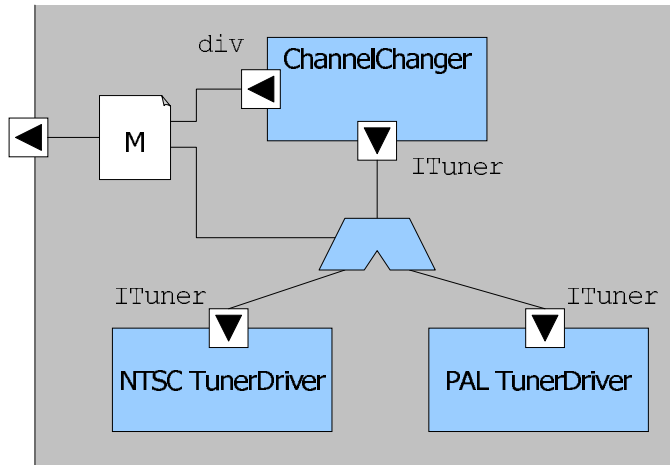 div
ChannelChanger
M
ITuner
ITuner
ITuner
NTSC TunerDriver
PAL TunerDriver